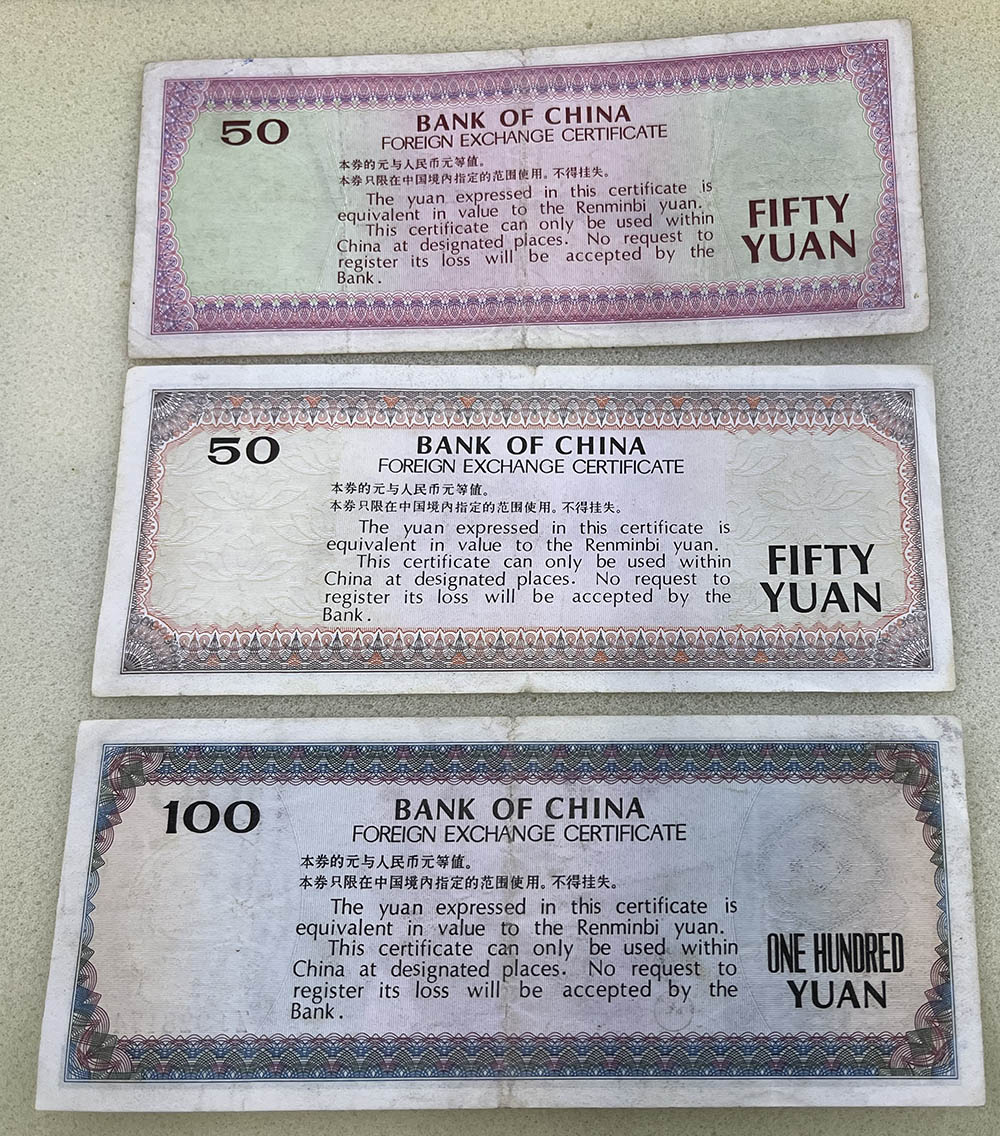 50
BANK OF CHINA
FOREIGN EXCHANGE CERTIFICATE
本券的元与人民币元等值。
本券只限在中国境内指定的范围使用。不得挂失。
The yuan expressed in this certificate is
equivalent in value to the Renminbi yuan.
This certificate can only be used within
China at designated places. No request to
register its loss will be accepted by the
Bank.
FIFTY
YUAN
50
BANK OF CHINA
FOREIGN EXCHANGE CERTIFICATE
本券的元与人民币元等值。
本券只限在中国境内指定的范围使用。不得挂失。
The yuan expressed in this certificate is
equivalent in value to the Renminbi yuan.
This certificate can only be used within
China at designated places. No request to
register its loss will be accepted by the
Bank.
FIFTY
YUAN
100
BANK OF CHINA
FOREIGN EXCHANGE CERTIFICATE
本券的元与人民币元等值。
本券只限在中国境内指定的范围使用。不得挂失。
The yuan expressed in this certificate is
equivalent in value to the Renminbi yuan.
This certificate can only be used within
China at designated places. No request to
register its loss will be accepted by the
Bank.
ONE HUNDRED
YUAN